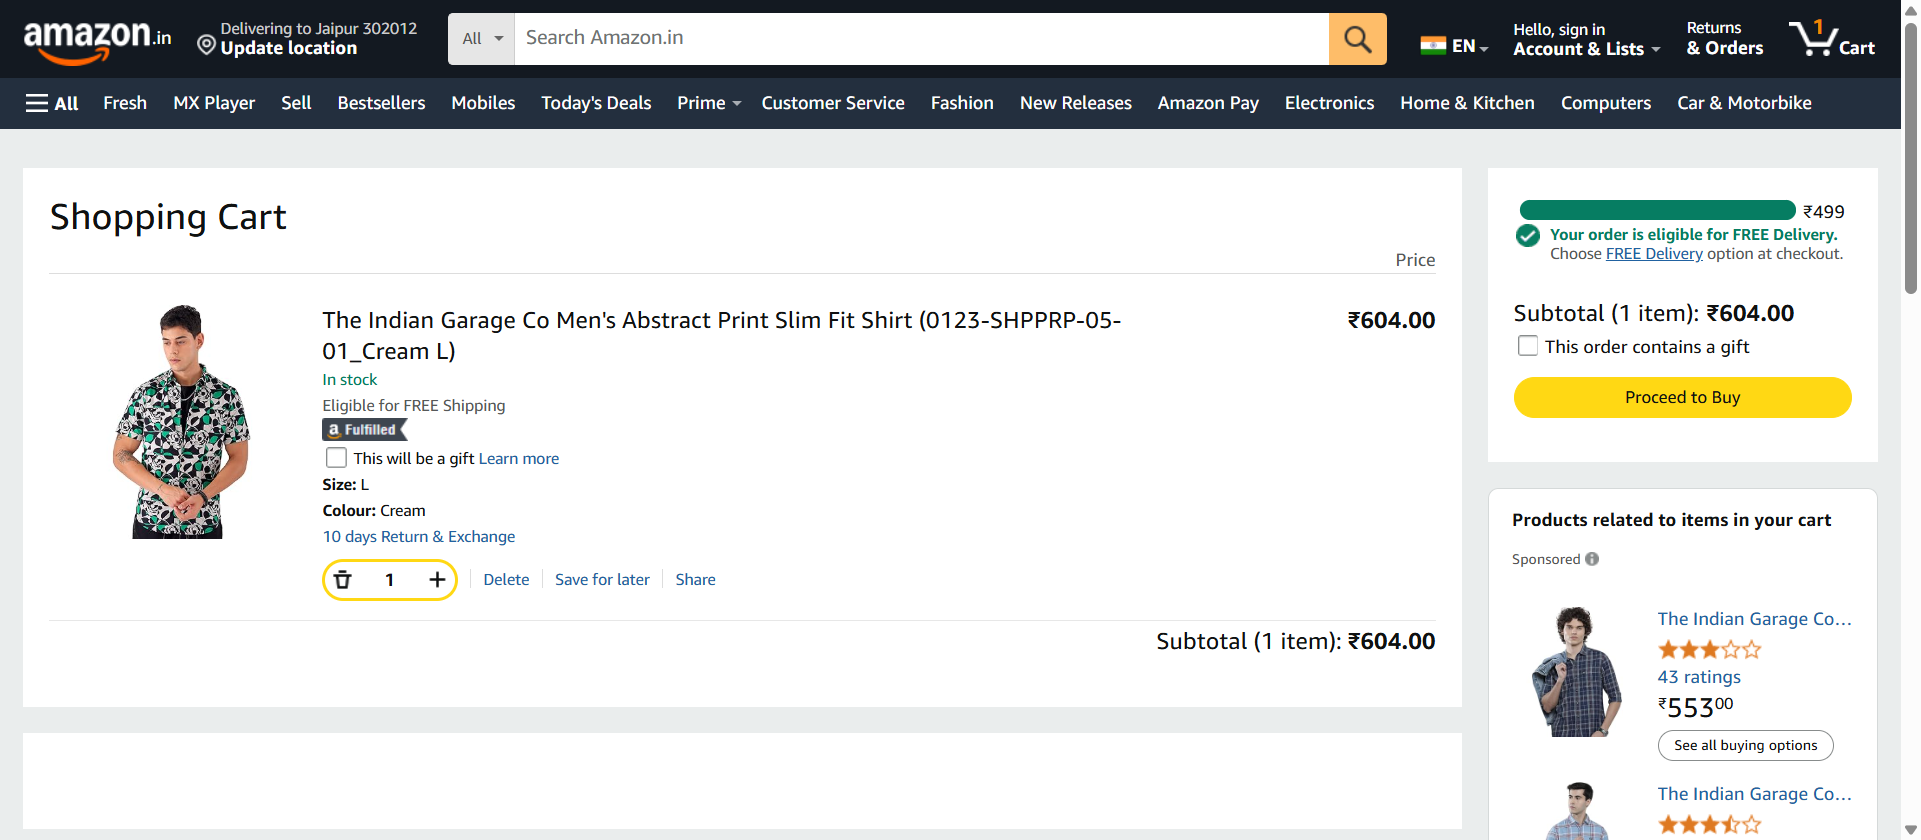 amazon.in
Delivering to Jaipur 302012
Update location
All
Search Amazon.in
EN
Hello, sign in
Account & Lists
Returns
& Orders
1
Cart
All
Fresh
MX Player
Sell
Bestsellers
Mobiles
Today's Deals
Prime
Customer Service
Fashion
New Releases
Amazon Pay
Electronics
Home & Kitchen
Computers
Car & Motorbike
Shopping Cart
Price
The Indian Garage Co Men's Abstract Print Slim Fit Shirt (0123-SHPPRP-05-
01_Cream L)
₹604.00
In stock
Eligible for FREE Shipping
a Fulfilled
This will be a gift Learn more
Size: L
Colour: Cream
10 days Return & Exchange
1
Delete
Save for later
Share
Subtotal (1 item): ₹604.00
₹499
Your order is eligible for FREE Delivery.
Choose FREE Delivery option at checkout.
Subtotal (1 item): ₹604.00
This order contains a gift
Proceed to Buy
Products related to items in your cart
Sponsored
The Indian Garage Co…
43 ratings
₹55300
See all buying options
The Indian Garage Co…